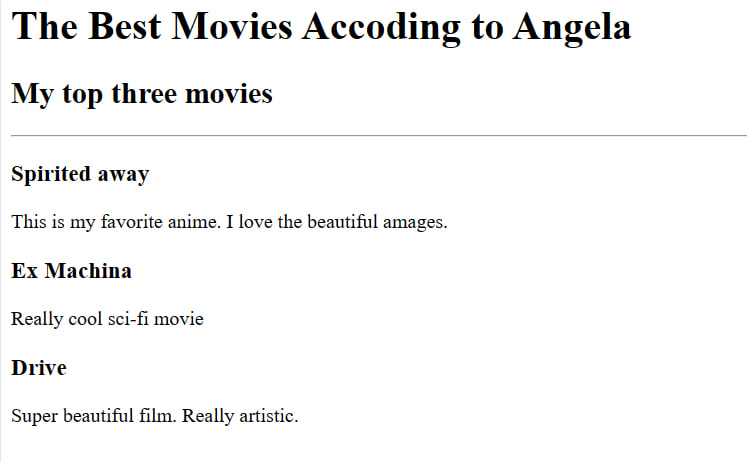 The Best Movies Accoding to Angela
My top three movies
Spirited away
This is my favorite anime. I love the beautiful amages.
Ex Machina
Really cool sci-fi movie
Drive
Super beautiful film. Really artistic.